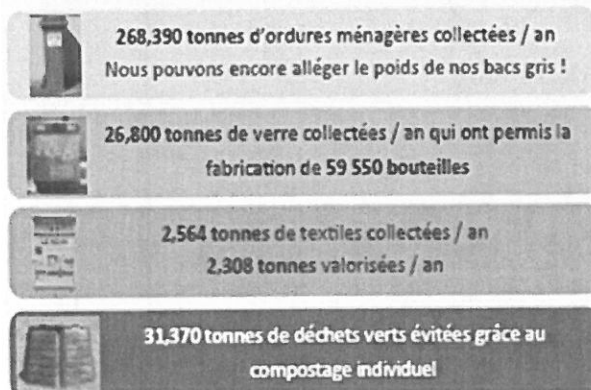 268,390 tonnes d'ordures ménagères collectées / an
Nous pouvons encore alléger le poids de nos bacs gris !
26,800 tonnes de verre collectées / an qui ont permis la
fabrication de 59 550 bouteilles
2,564 tonnes de textiles collectées / an
2,308 tonnes valorisées / an
31,370 tonnes de déchets verts évitées grâce au
compostage individuel